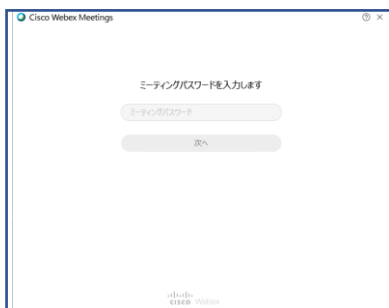 Cisco Webex Meetings
ミーティングパスワードを入力します
ミーティングパスワード
次へ
CISCO Webex